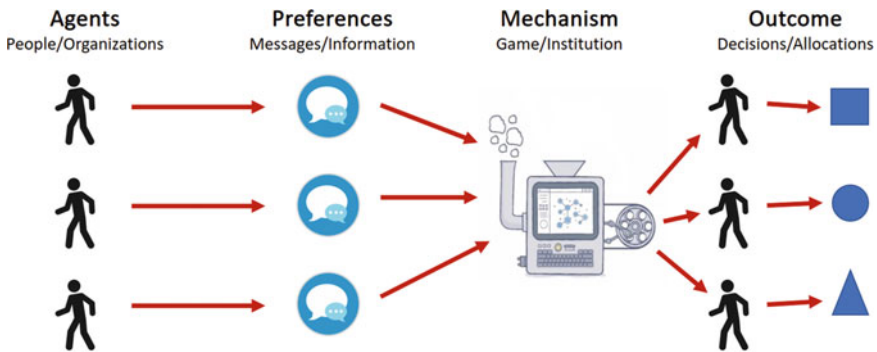 Agents
People/Organizations
Preferences
Messages/Information
Mechanism
Game/Institution
Outcome
Decisions/Allocations